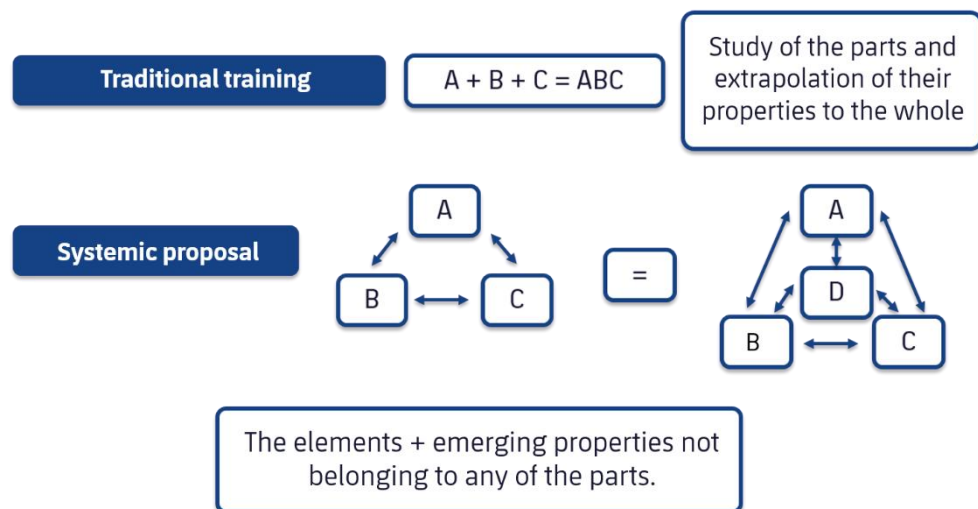 Traditional training
A + B + C = ABC
Study of the parts and
extrapolation of their
properties to the whole
Systemic proposal
A
B
C
=
A
D
B
C
The elements + emerging properties not
belonging to any of the parts.